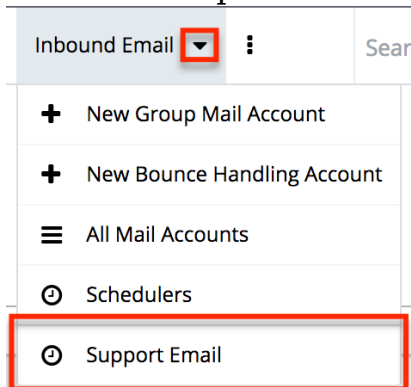 Inbound Email
Sear
New Group Mail Account
New Bounce Handling Account
All Mail Accounts
Schedulers
Support Email